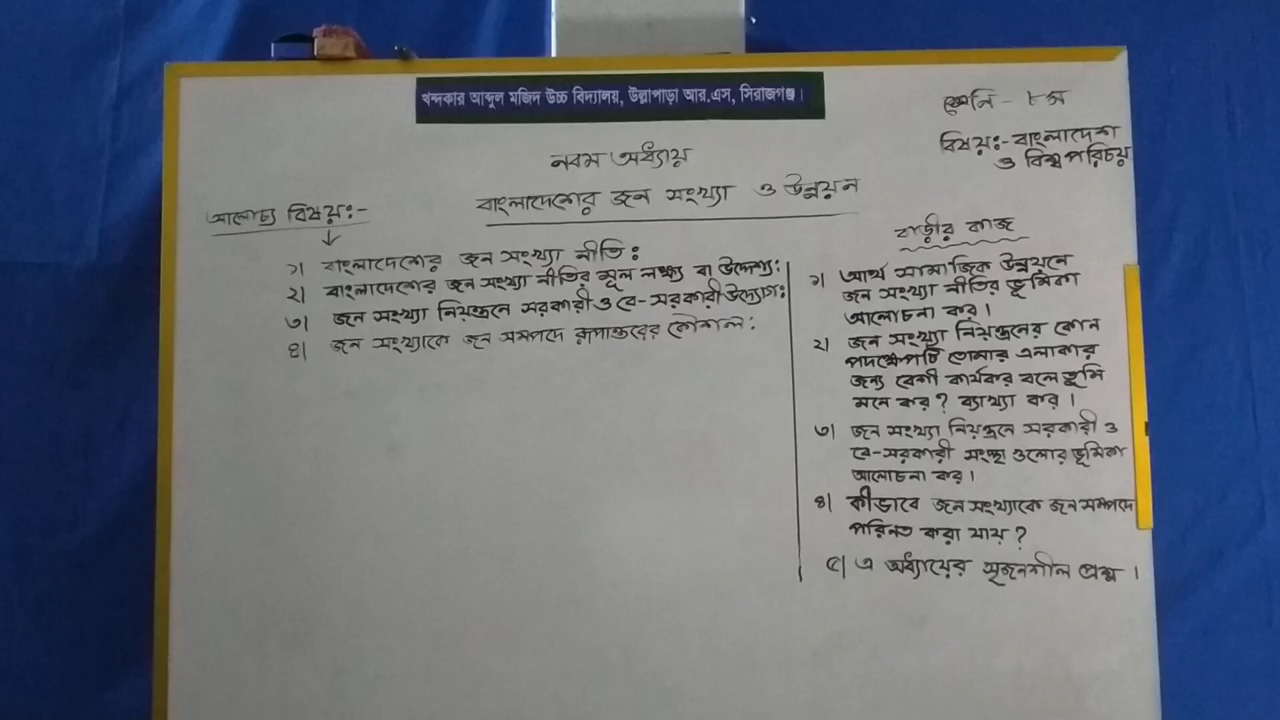 খন্দকার আব্দুল মজিদ উচ্চ বিদ্যালয়, উল্লাপাড়া আর.এস, সিরাজগঞ্জ।
শ্রেনি - ৮ম
বিষয়ঃ- বাংলাদেশ
ও বিশ্ব পরিচয়
নবম অধ্যায়
বাংলাদেশের জন সংখ্যা ও উন্নয়ন
আলোচ্য বিষয়ঃ-
১। বাংলাদেশের জন সংখ্যা নীতিঃ
২। বাংলাদেশের জন সংখ্যা নীতির মূল লক্ষ্য বা উদ্দেশ্যঃ
৩। জন সংখ্যা নিয়ন্ত্রনে সরকারী ও বে-সরকারী উদ্যোগঃ
৪। জন সংখ্যাকে জন সম্পদে রূপান্তরের কৌশলঃ
বাড়ীর কাজ
১। আর্থ সামাজিক উন্নয়নে
জন সংখ্যা নীতির ভূমিকা
আলোচনা কর।
২। জন সংখ্যা নিয়ন্ত্রনের কোন
পদক্ষেপটি তোমার এলাকার
জন্য বেশী কার্যকর বলে তুমি
মনে কর? ব্যাখ্যা কর।
৩। জন সংখ্যা নিয়ন্ত্রনে সরকারী ও
বে-সরকারী সংস্থা গুলোর ভূমিকা
আলোচনা কর।
৪। কীভাবে জন সংখ্যাকে জন সম্পদে
পরিনত করা যায়?
৫। এ অধ্যায়ের সৃজনশীল প্রশ্ন।